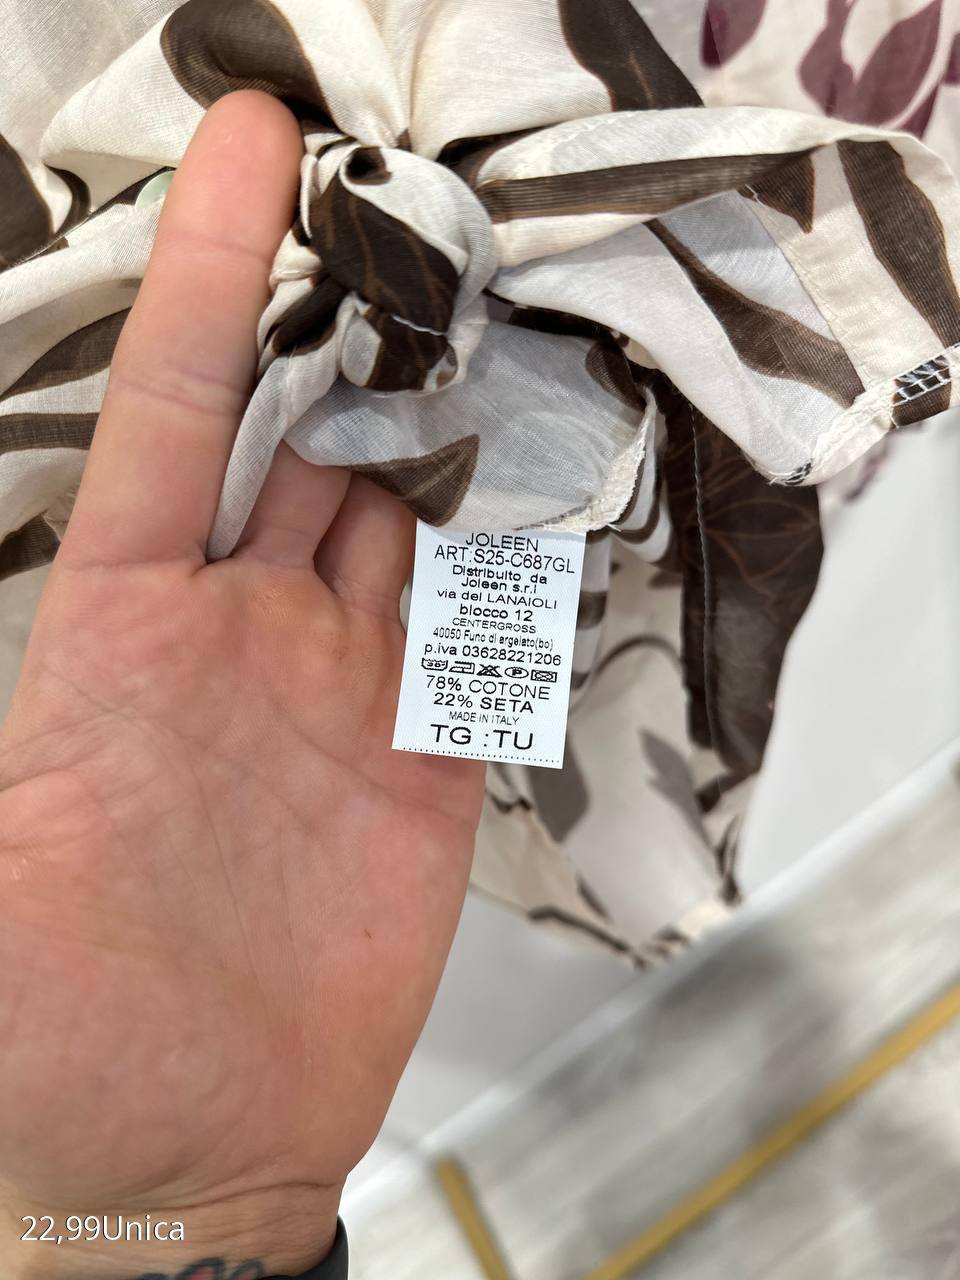 JOLEEN
ART:S25-C687GL
Distribuito da
Joleen s.r.l
via dei LANAIOLI
blocco 12
CENTERGROSS
40050 Funo di argelato(bo)
p.iva 03628221206
78% COTONE
22% SETA
MADE IN ITALY
TG :TU
22,99Unica